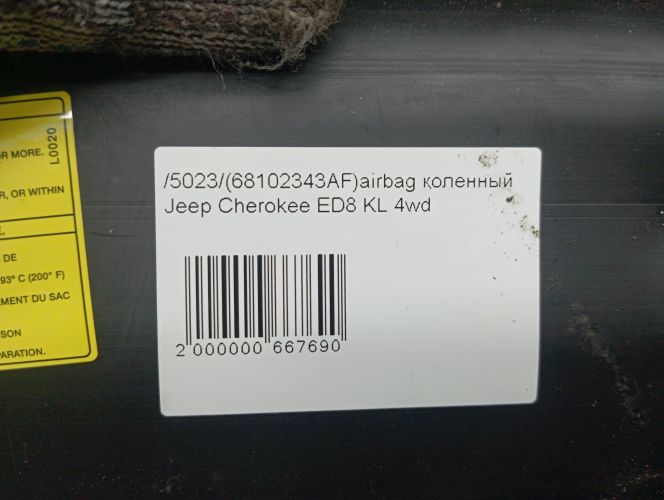 /5023/(68102343AF)airbag коленный
Jeep Cherokee ED8 KL 4wd
2 000000 667690
L0020
OR MORE.
R, OR WITHIN
E.
DE
93° C (200° F)
EMENT DU SAC
SON
PARATION.